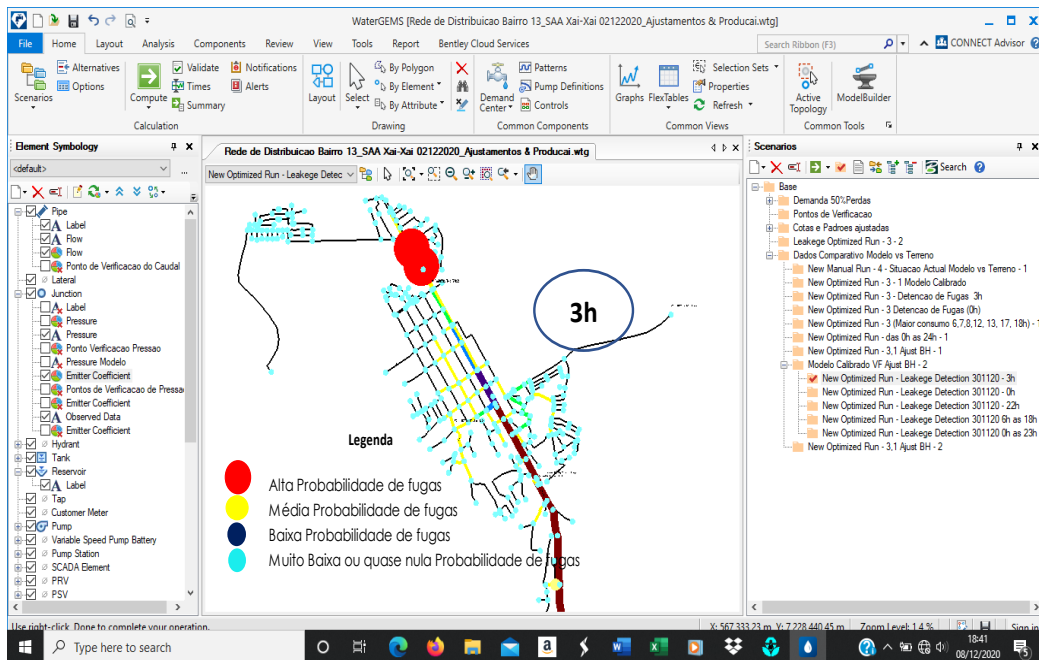 WaterGEMS [Rede de Distribuicao Bairro 13_SAA Xai-Xai 02122020_Ajustamentos & Producai.wtg]
File Home Layout Analysis Components Review View Tools Report Bentley Cloud Services
Search Ribbon (F3) CONNECT Advisor
Scenarios
Alternatives
Options
Compute
Validate
Times
Summary
Notifications
Alerts
Calculation
Layout
Select
By Polygon
By Element
By Attribute
Drawing
Demand Center
Patterns
Pump Definitions
Controls
Common Components
Graphs
FlexTables
Selection Sets
Properties
Refresh
Common Views
Active Topology
ModelBuilder
Common Tools
Element Symbology
<default>
...
Pipe
Label
Flow
Flow
Ponto de Verificacao do Caudal
Lateral
Junction
Label
Pressure
Pressure
Ponto Verificacao Pressao
Pressure Modelo
Emitter Coefficient
Pontos de Verificacao de Pressa
Emitter Coefficient
Observed Data
Emitter Coefficient
Hydrant
Tank
Reservoir
Label
Tap
Customer Meter
Pump
Variable Speed Pump Battery
Pump Station
SCADA Element
PRV
PSV
Rede de Distribuicao Bairro 13_SAA Xai-Xai 02122020_Ajustamentos & Producai.wtg
New Optimized Run - Leakege Detec
3h
Legenda
Alta Probabilidade de fugas
Média Probabilidade de fugas
Baixa Probabilidade de fugas
Muito Baixa ou quase nula Probabilidade de fugas
Scenarios
Search
Base
Demanda 50%Perdas
Pontos de Verificacao
Cotas e Padroes ajustadas
Leakege Optimized Run - 3 - 2
Dados Comparativo Modelo vs Terreno
New Manual Run - 4 - Situacao Actual Modelo vs Terreno - 1
New Optimized Run - 3 - 1 Modelo Calibrado
New Optimized Run - 3 - Detencao de Fugas 3h
New Optimized Run - 3 Detencao de Fugas (0h)
New Optimized Run - 3 (Maior consumo 6,7,8,12, 13, 17, 18h) - 1
New Optimized Run - das 0h as 24h - 1
New Optimized Run - 3,1 Ajust BH - 1
Modelo Calibrado VF Ajust BH - 2
New Optimized Run - Leakege Detection 301120 - 3h
New Optimized Run - Leakege Detection 301120 - 0h
New Optimized Run - Leakege Detection 301120 - 22h
New Optimized Run - Leakege Detection 301120 6h as 18h
New Optimized Run - Leakege Detection 301120 0h as 23h
New Optimized Run - 3,1 Ajust BH - 2
Use right-click Done to complete your operation.
X: 567.333,23 m, Y: 7.228.440,45 m Zoom Level: 1,4 % Sign in
Type here to search
18:41
08/12/2020